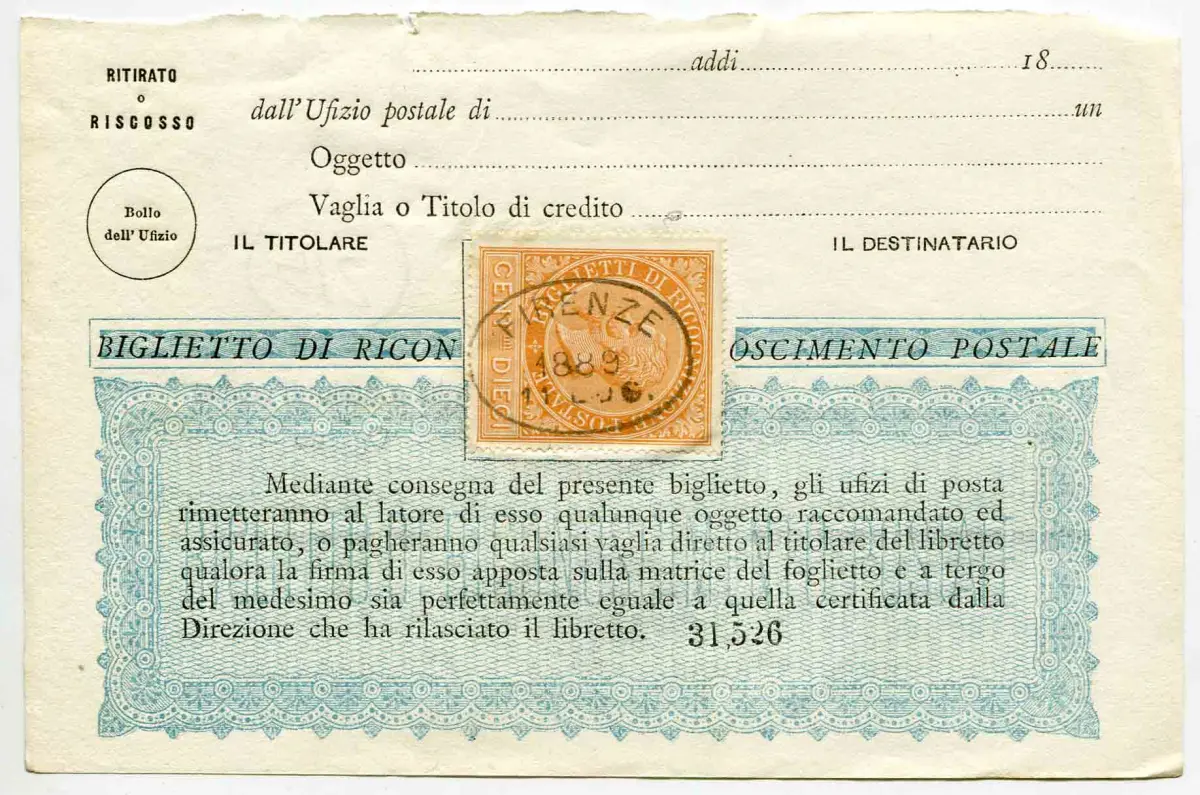 RITIRATO
o
RISCOSSO
addì 18
dall' Ufizio postale di un
Oggetto
Vaglia o Titolo di credito
Bollo
dell' Ufizio
IL TITOLARE
IL DESTINATARIO
BIGLIETTI DI RICOGNIZIONE POSTALE
CENT.MI DIECI
FIRENZE
1889
11 LUG.
BIGLIETTO DI RICON OSCIMENTO POSTALE
Mediante consegna del presente biglietto, gli ufizi di posta
rimetteranno al latore di esso qualunque oggetto raccomandato ed
assicurato, o pagheranno qualsiasi vaglia diretto al titolare del libretto
qualora la firma di esso apposta sulla matrice del foglietto e a tergo
del medesimo sia perfettamente eguale a quella certificata dalla
Direzione che ha rilasciato il libretto. 31,526